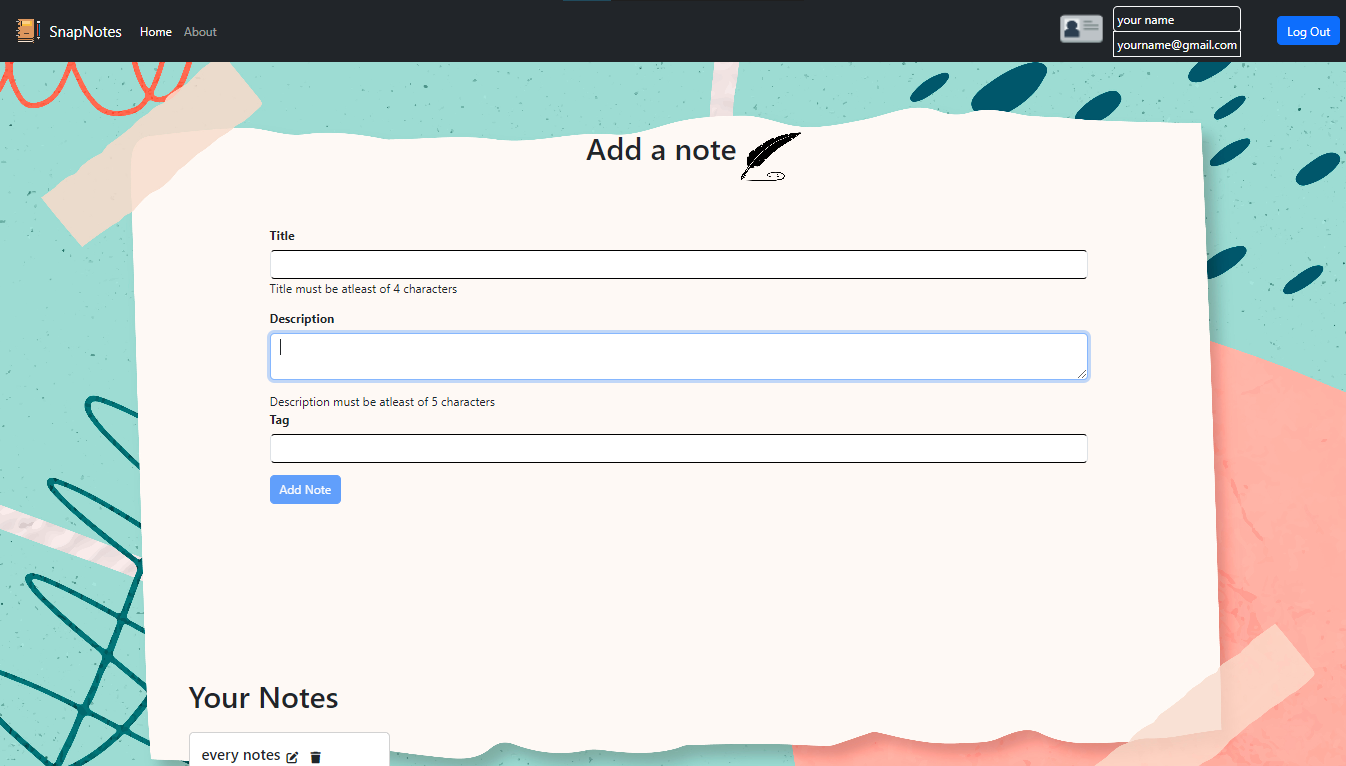 SnapNotes Home About
your name
yourname@gmail.com
Log Out
Add a note
Title
Title must be atleast of 4 characters
Description
Description must be atleast of 5 characters
Tag
Add Note
Your Notes
every notes